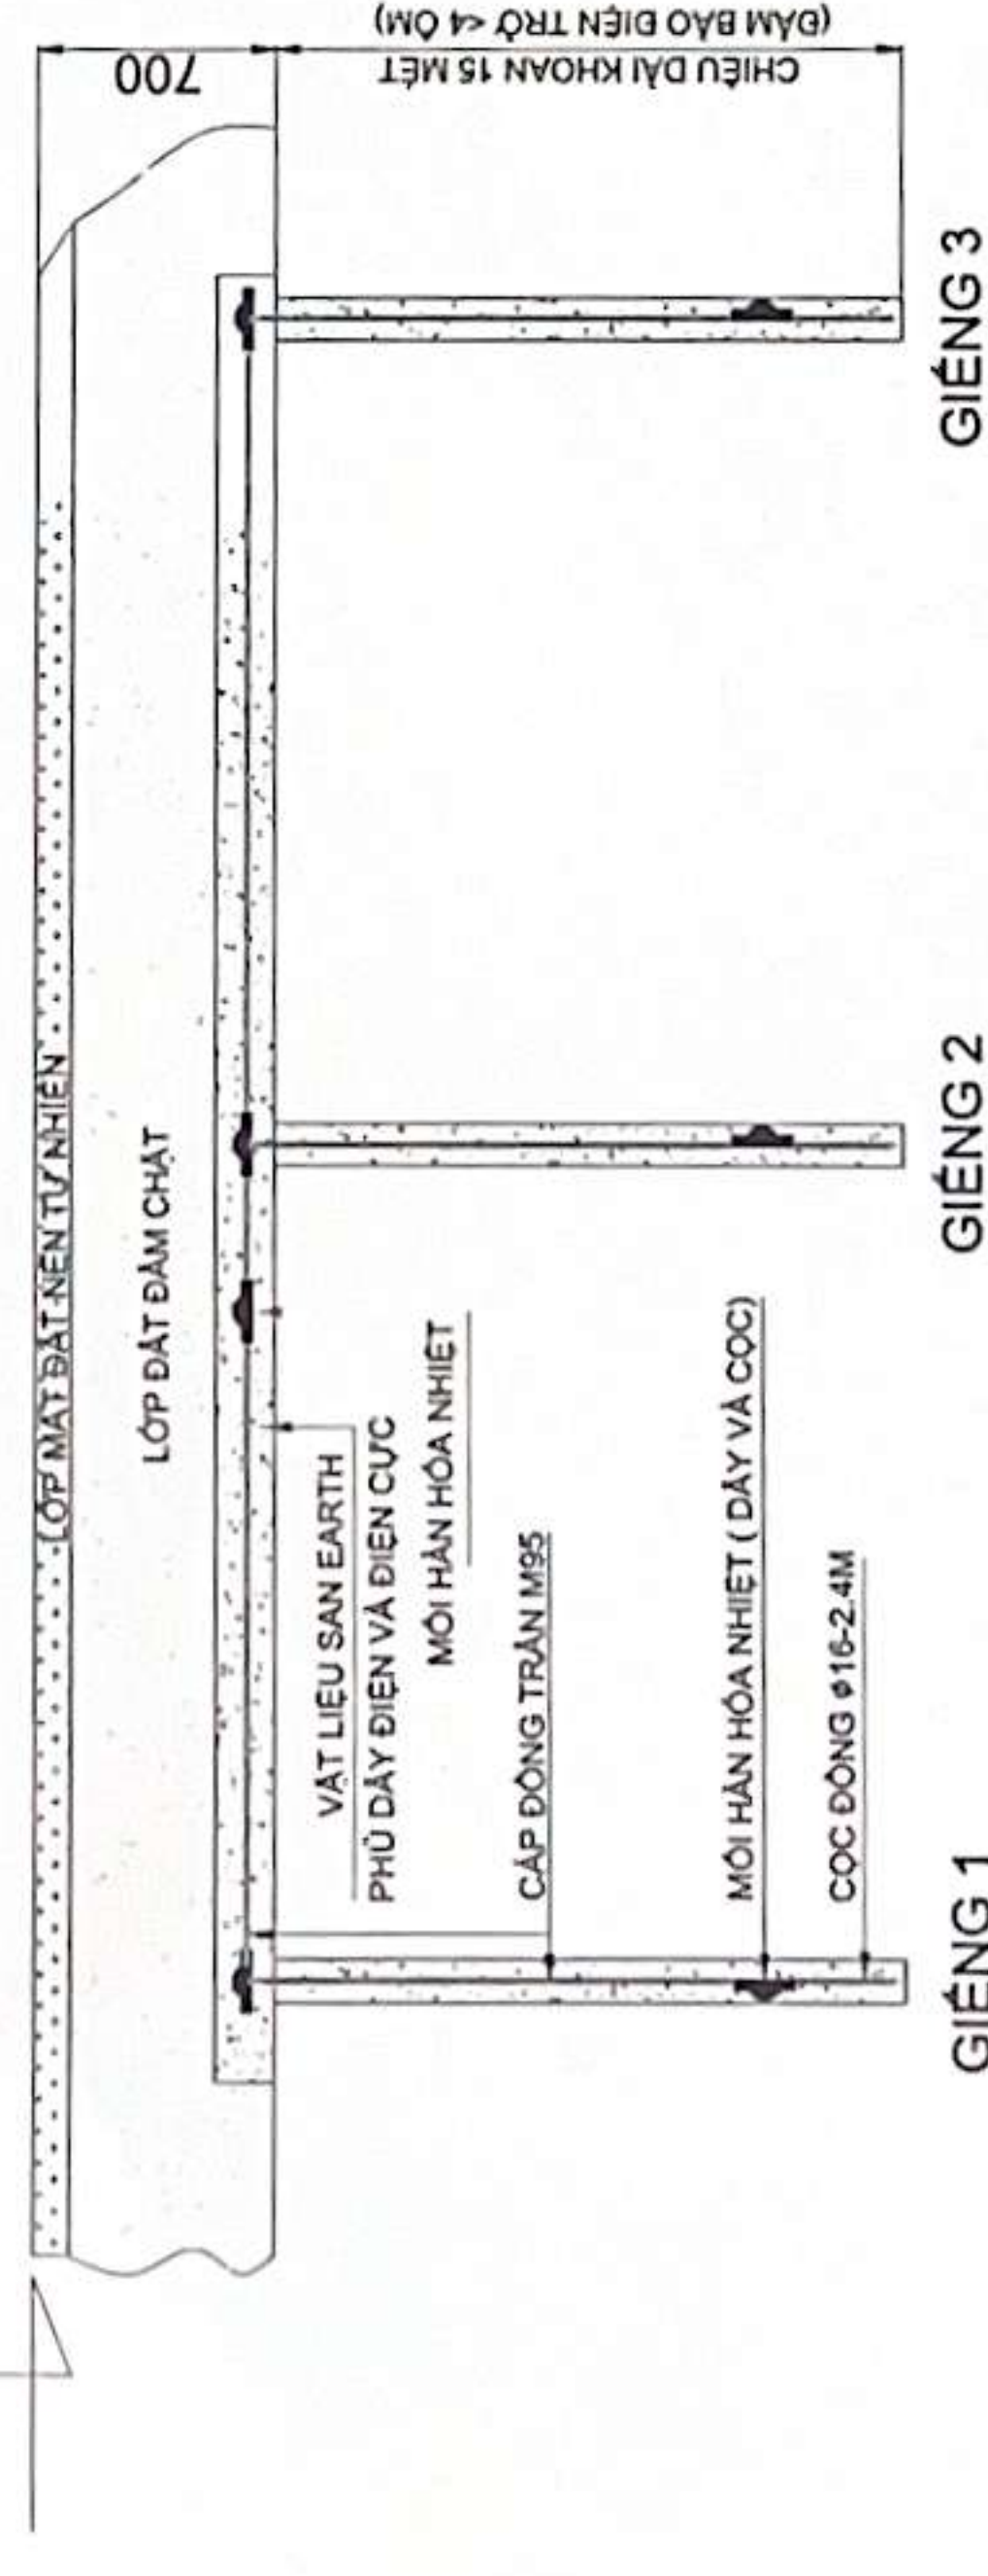 LỚP MẶT ĐẤT NỀN TỰ NHIÊN
LỚP ĐẤT ĐẦM CHẶT
700
CHIỀU DÀI KHOAN 15 MÉT
(ĐẢM BẢO ĐIỆN TRỞ <4 ÔM)
VẬT LIỆU SAN EARTH
PHỦ DÂY ĐIỆN VÀ ĐIỆN CỰC
MỐI HÀN HÓA NHIỆT
CÁP ĐỒNG TRẦN M95
MỐI HÀN HÓA NHIỆT ( DÂY VÀ CỌC)
CỌC ĐỒNG ø16-2.4M
GIẾNG 1
GIẾNG 2
GIẾNG 3